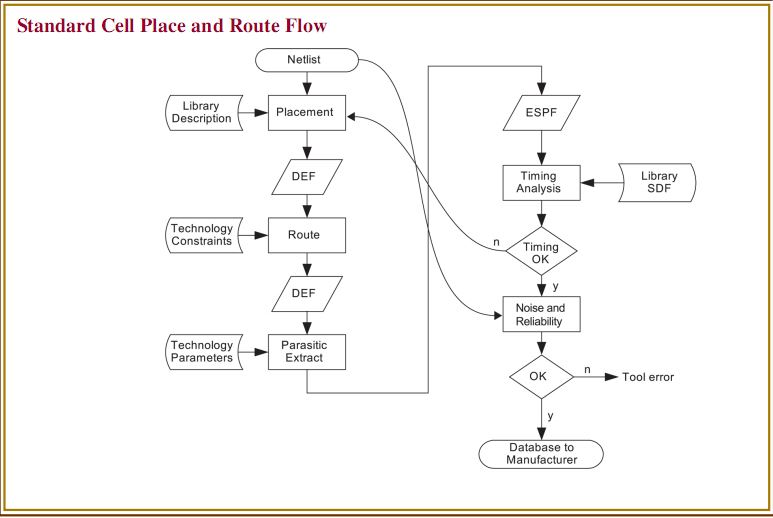 Standard Cell Place and Route Flow
Netlist
Library
Description
Placement
DEF
Technology
Constraints
Route
DEF
Technology
Parameters
Parasitic
Extract
ESPF
Timing
Analysis
Library
SDF
n
Timing
OK
y
Noise and
Reliability
OK
n
Tool error
y
Database to
Manufacturer